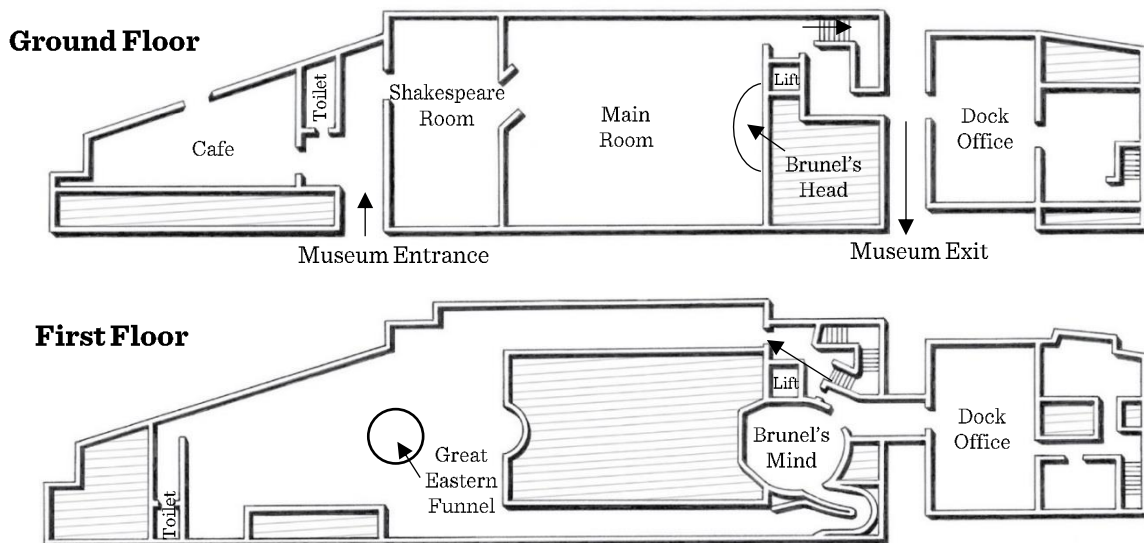 Ground Floor
Toilet
Cafe
Shakespeare
Room
Main
Room
Lift
Brunel's
Head
Dock
Office
Museum Entrance
Museum Exit
First Floor
Toilet
Great
Eastern
Funnel
Lift
Brunel's
Mind
Dock
Office